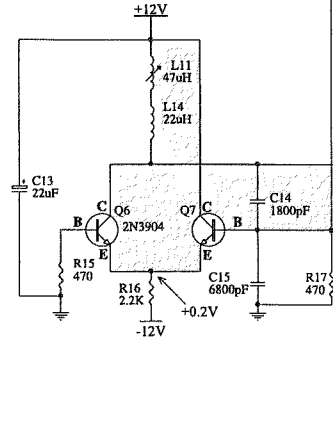 +12V
L11
47uH
L14
22uH
C13
22uF
+
C
Q6
Q7
C
B
2N3904
B
E
E
C14
1800pF
R15
470
R16
2.2K
C15
6800pF
R17
470
+0.2V
-12V